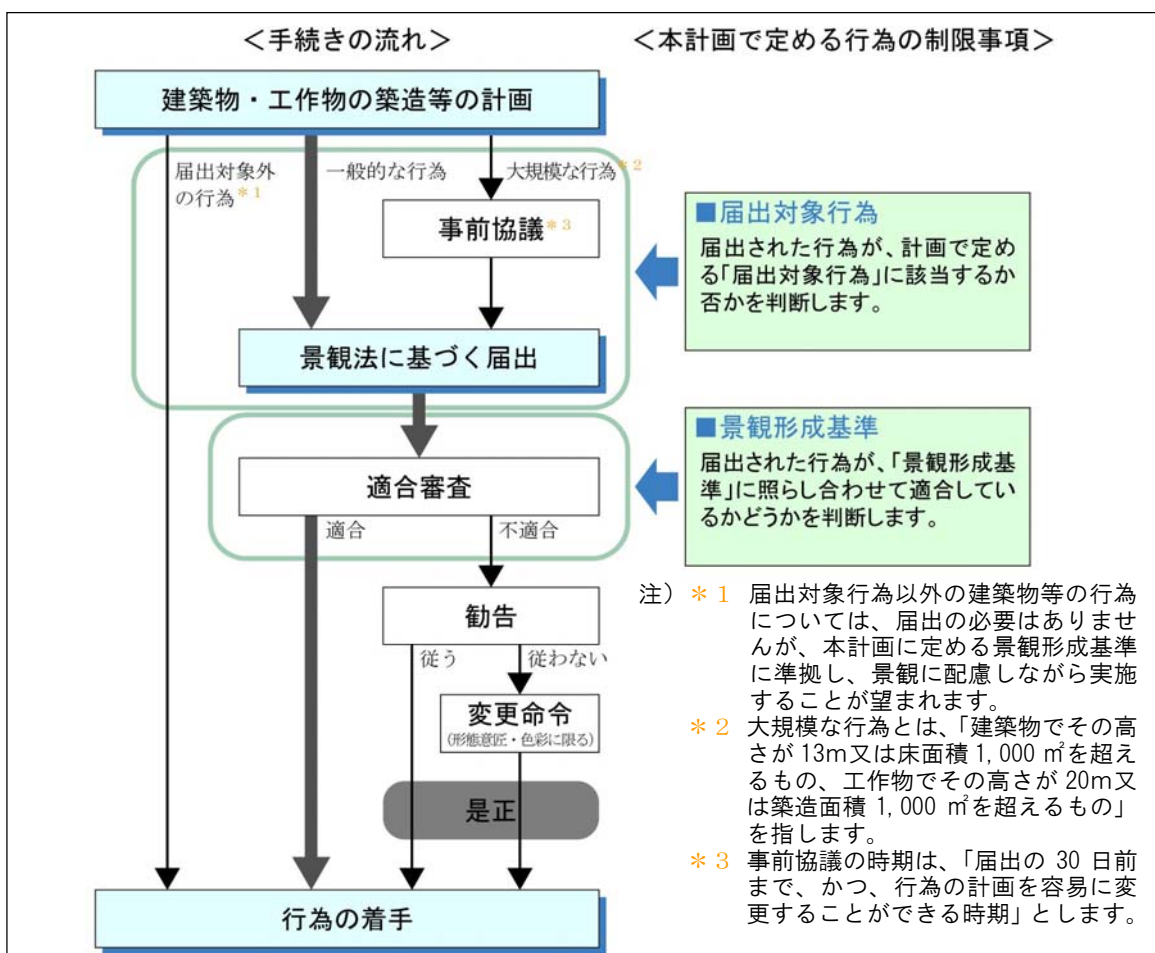 ＜手続きの流れ＞
＜本計画で定める行為の制限事項＞
建築物・工作物の築造等の計画
届出対象外
の行為＊1
一般的な行為
大規模な行為＊2
事前協議＊3
景観法に基づく届出
■届出対象行為
届出された行為が、計画で定め
る「届出対象行為」に該当するか
否かを判断します。
適合審査
適合
不適合
■景観形成基準
届出された行為が、「景観形成基
準」に照らし合わせて適合してい
るかどうかを判断します。
勧告
従う
従わない
変更命令
(形態意匠・色彩に限る)
是正
行為の着手
注）＊1 届出対象行為以外の建築物等の行為
については、届出の必要はありませ
んが、本計画に定める景観形成基準
に準拠し、景観に配慮しながら実施
することが望まれます。
＊2 大規模な行為とは、「建築物でその高
さが 13ｍ又は床面積 1,000 ㎡を超え
るもの、工作物でその高さが 20ｍ又
は築造面積 1,000 ㎡を超えるもの」
を指します。
＊3 事前協議の時期は、「届出の 30 日前
まで、かつ、行為の計画を容易に変
更することができる時期」とします。